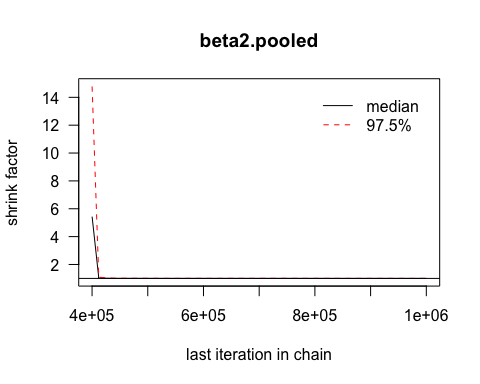 beta2.pooled
median
97.5%
shrink factor
14
12
10
8
6
4
2
4e+05 6e+05 8e+05 1e+06
last iteration in chain